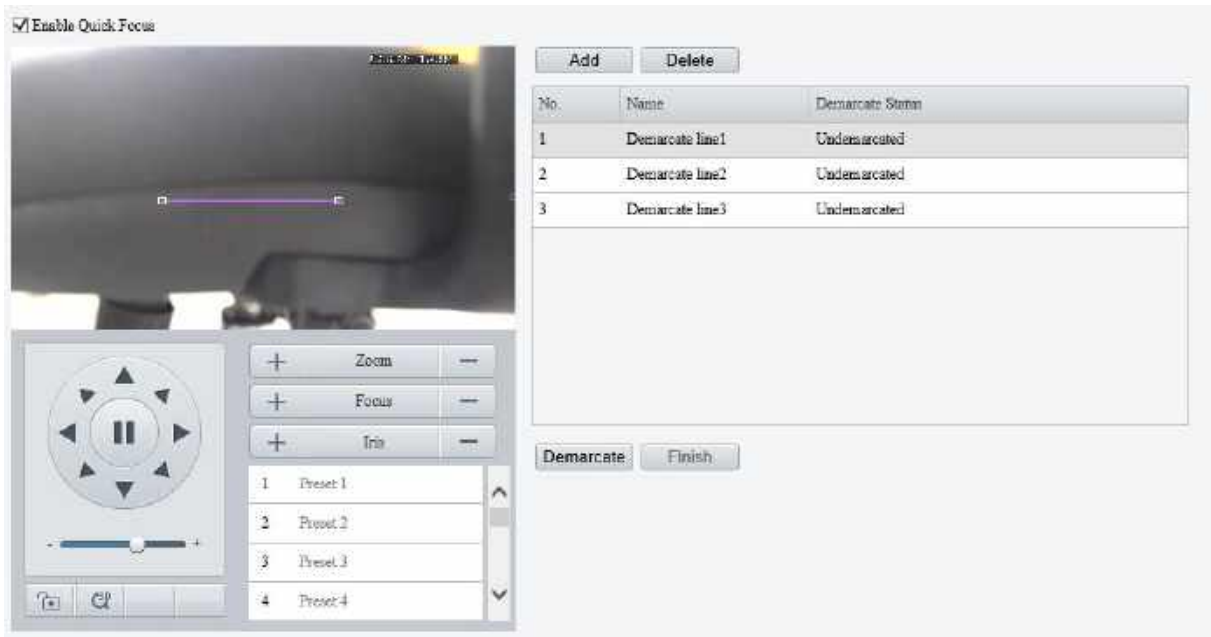 Enable Quick Focus
Add Delete
No. Name Demarcate Status
1 Demarcate line1 Undemarcated
2 Demarcate line2 Undemarcated
3 Demarcate line3 Undemarcated
+ Zoom −
+ Focus −
+ Iris −
Demarcate Finish
1 Preset 1
2 Preset 2
3 Preset 3
4 Preset 4
- +